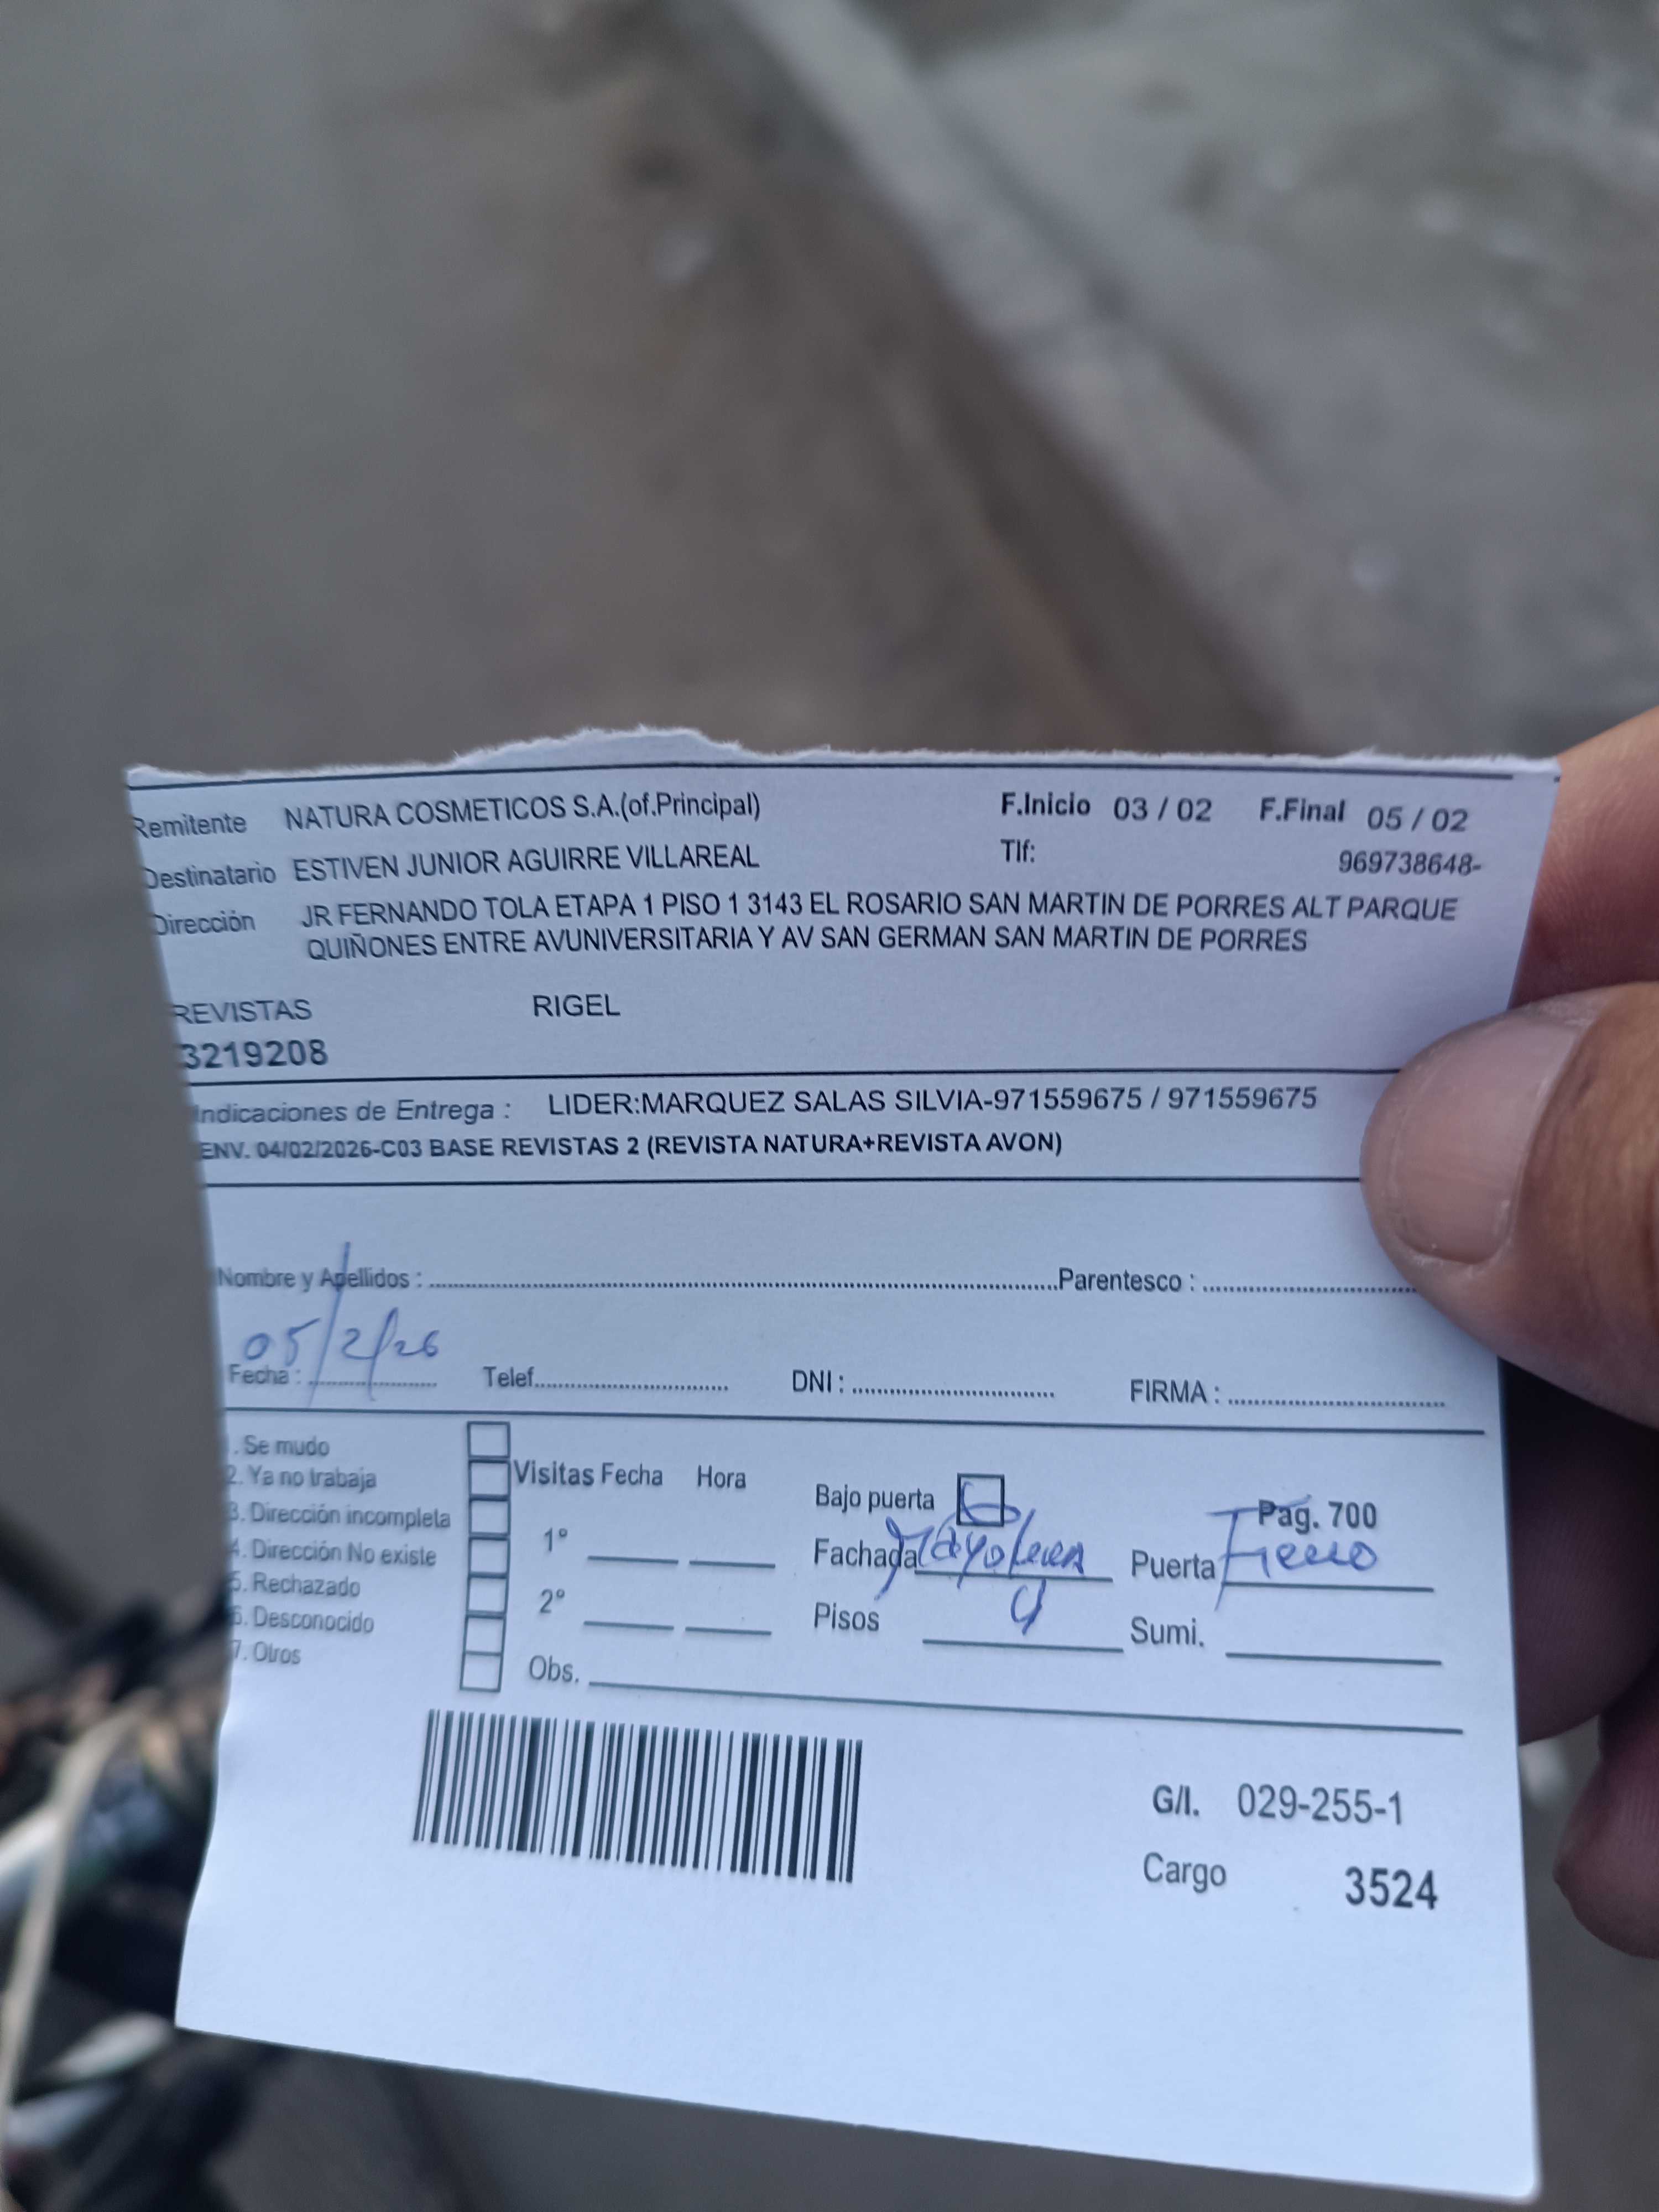 Remitente NATURA COSMETICOS S.A.(of.Principal) F.Inicio 03 / 02 F.Final 05 / 02
Destinatario ESTIVEN JUNIOR AGUIRRE VILLAREAL Tlf: 969738648-
Dirección JR FERNANDO TOLA ETAPA 1 PISO 1 3143 EL ROSARIO SAN MARTIN DE PORRES ALT PARQUE
QUIÑONES ENTRE AVUNIVERSITARIA Y AV SAN GERMAN SAN MARTIN DE PORRES
REVISTAS RIGEL
3219208
Indicaciones de Entrega : LIDER:MARQUEZ SALAS SILVIA-971559675 / 971559675
ENV. 04/02/2026-C03 BASE REVISTAS 2 (REVISTA NATURA+REVISTA AVON)
Nombre y Apellidos : Parentesco :
05/2/26
Fecha : Telef. DNI : FIRMA :
1. Se mudo
2. Ya no trabaja
3. Dirección incompleta
4. Dirección No existe
5. Rechazado
6. Desconocido
7. Otros
Visitas Fecha Hora
1°
2°
Obs.
Bajo puerta Pag. 700
Fachada Puerta Fierro
Pisos 4 Sumi.
G/I. 029-255-1
Cargo 3524